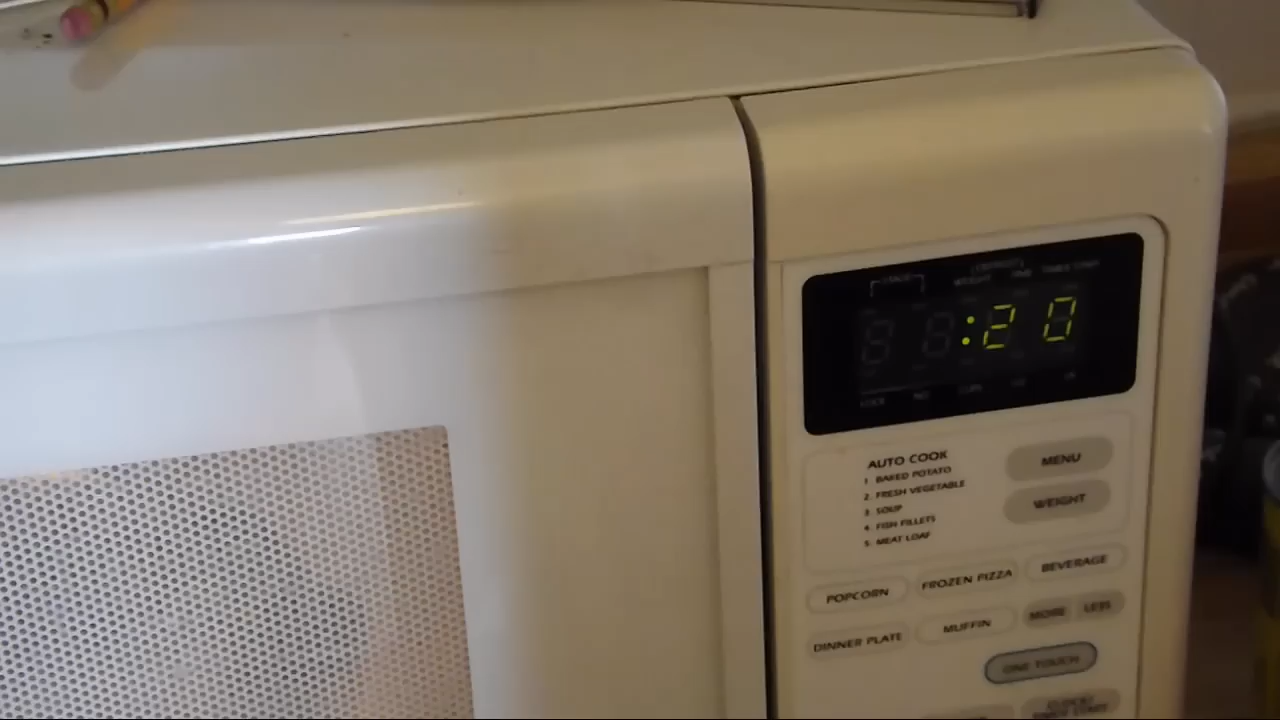 WEIGHT
:20
AUTO COOK
1. BAKED POTATO
2. FRESH VEGETABLE
3. SOUP
4. FISH FILLETS
5. MEAT LOAF
MENU
WEIGHT
POPCORN
FROZEN PIZZA
BEVERAGE
DINNER PLATE
MUFFIN
MORE
LESS
ONE TOUCH